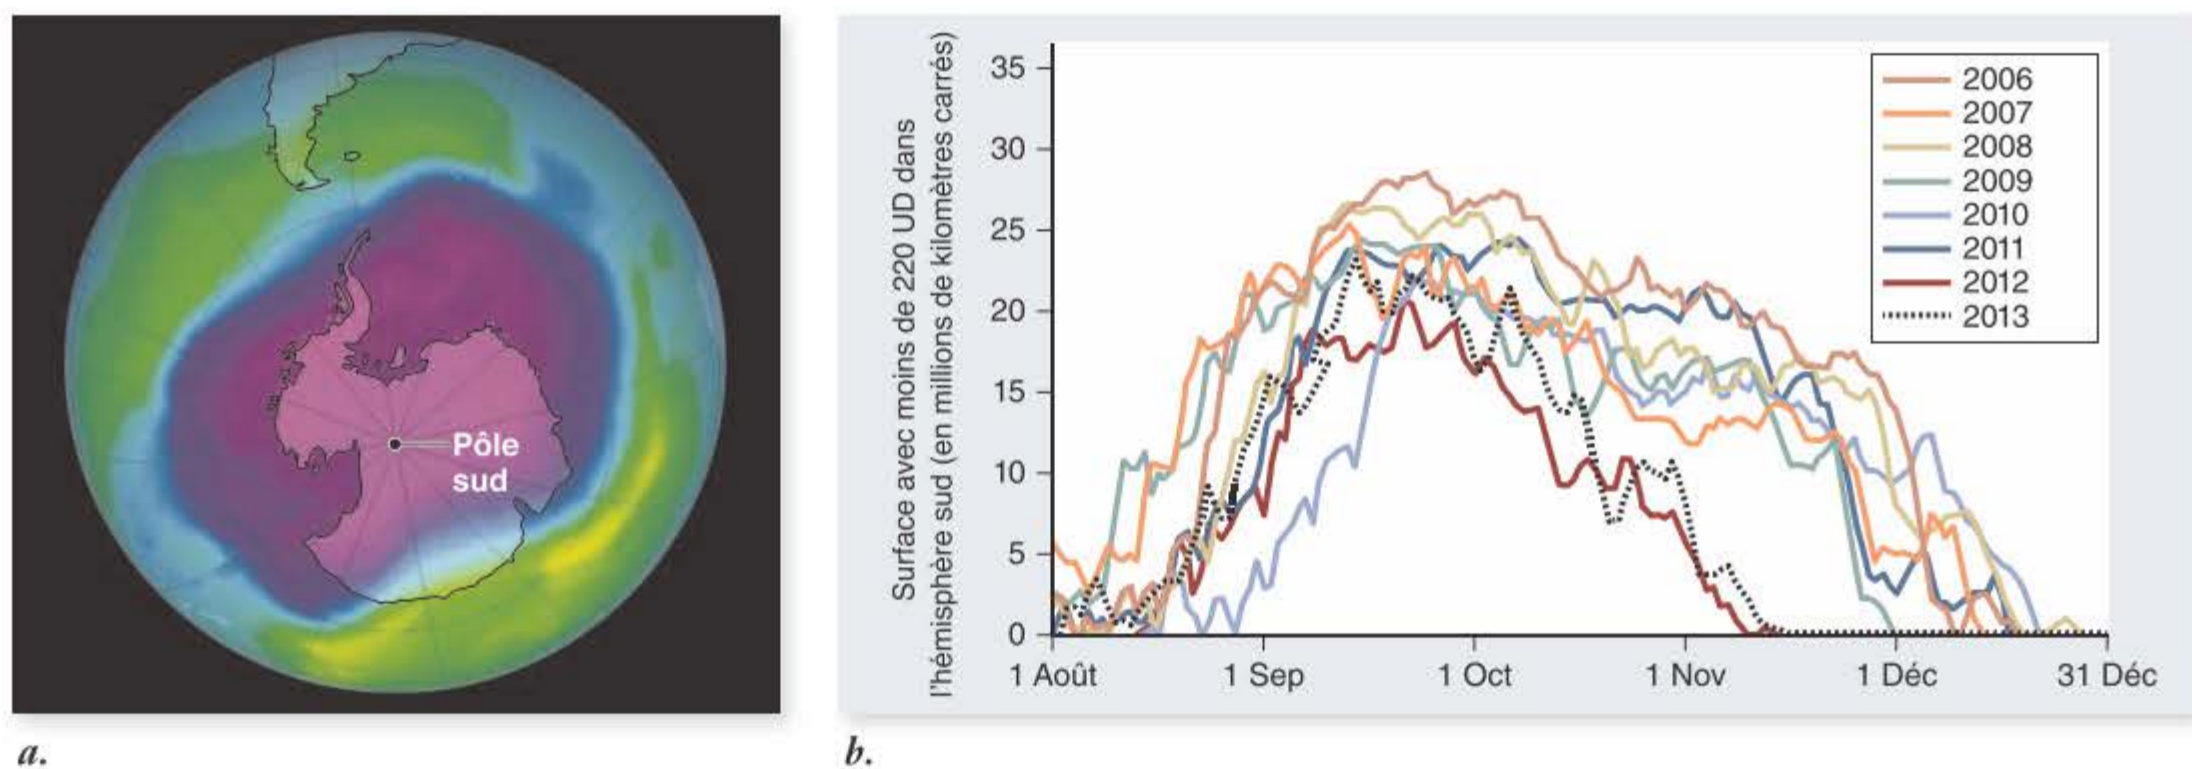 Pôle
sud
a.
Surface avec moins de 220 UD dans
l'hémisphère sud (en millions de kilomètres carrés)
35
30
25
20
15
10
5
0
1 Août
1 Sep
1 Oct
1 Nov
1 Déc
31 Déc
2006
2007
2008
2009
2010
2011
2012
2013
b.